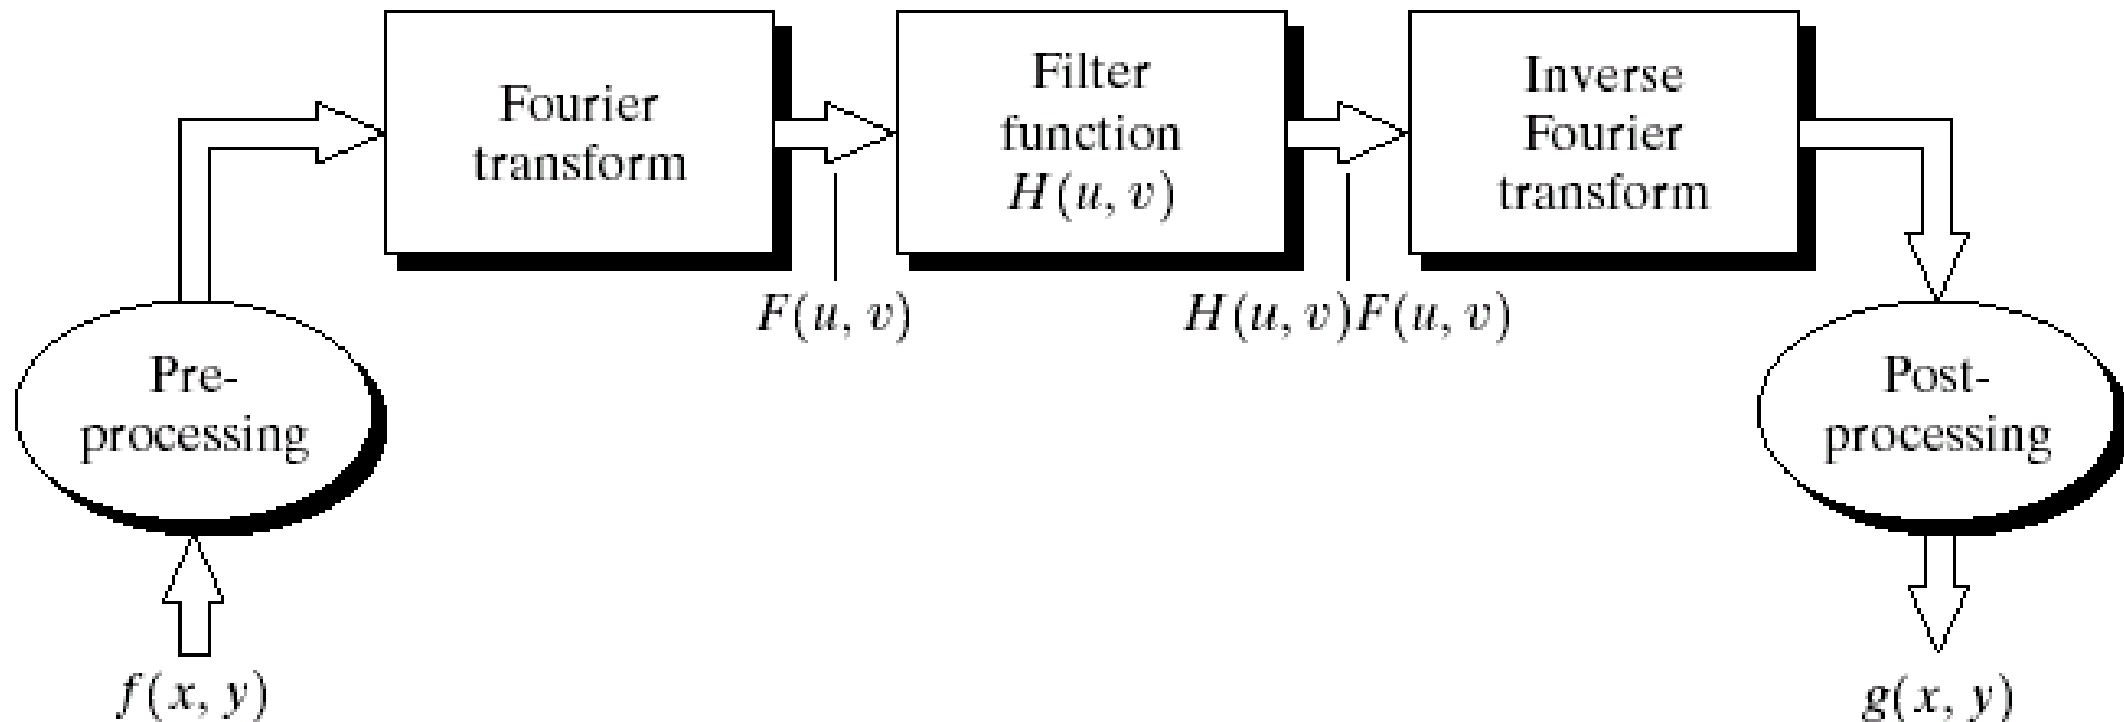 Fourier
transform
Filter
function
H(u, v)
Inverse
Fourier
transform
F(u, v)
H(u, v)F(u, v)
Pre-
processing
Post-
processing
f(x, y)
g(x, y)